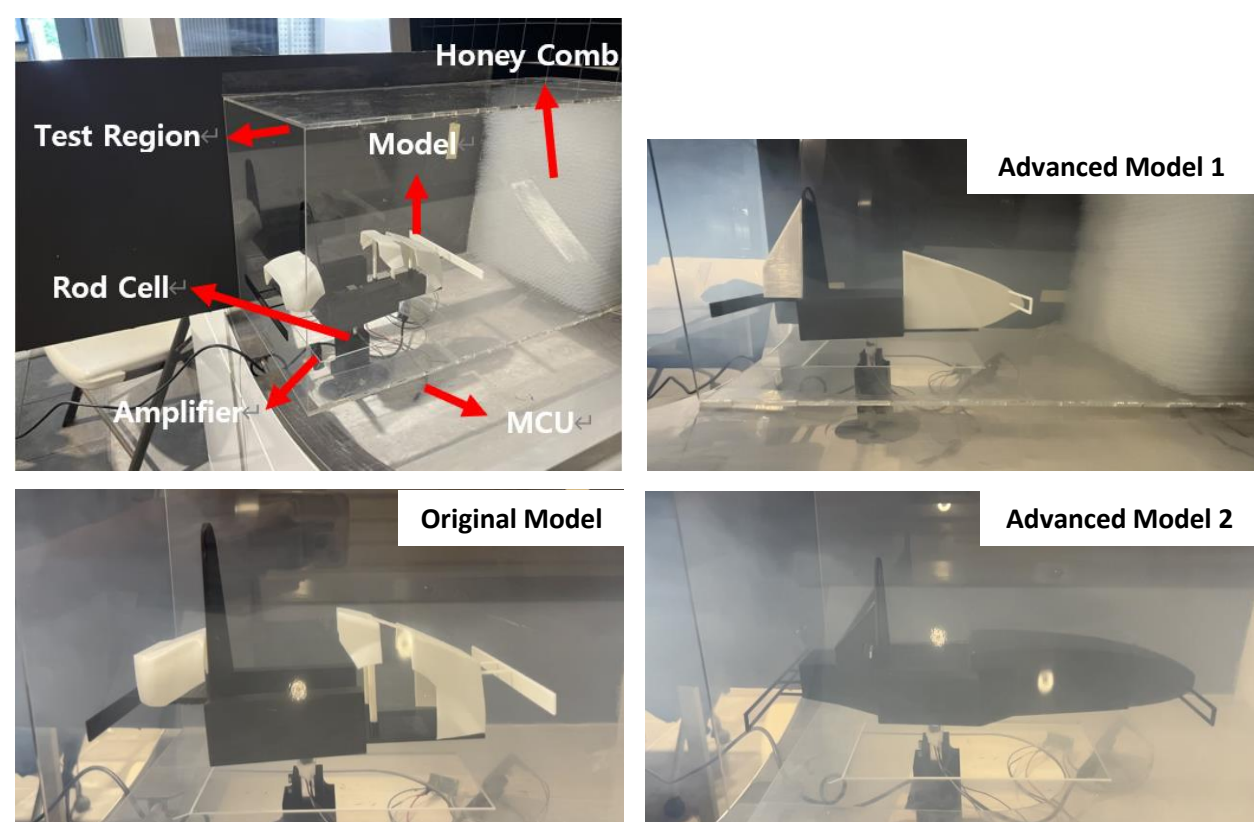 Honey Comb
Test Region↵
Model↵
Rod Cell↵
Amplifier↵
MCU↵
Advanced Model 1
Original Model
Advanced Model 2